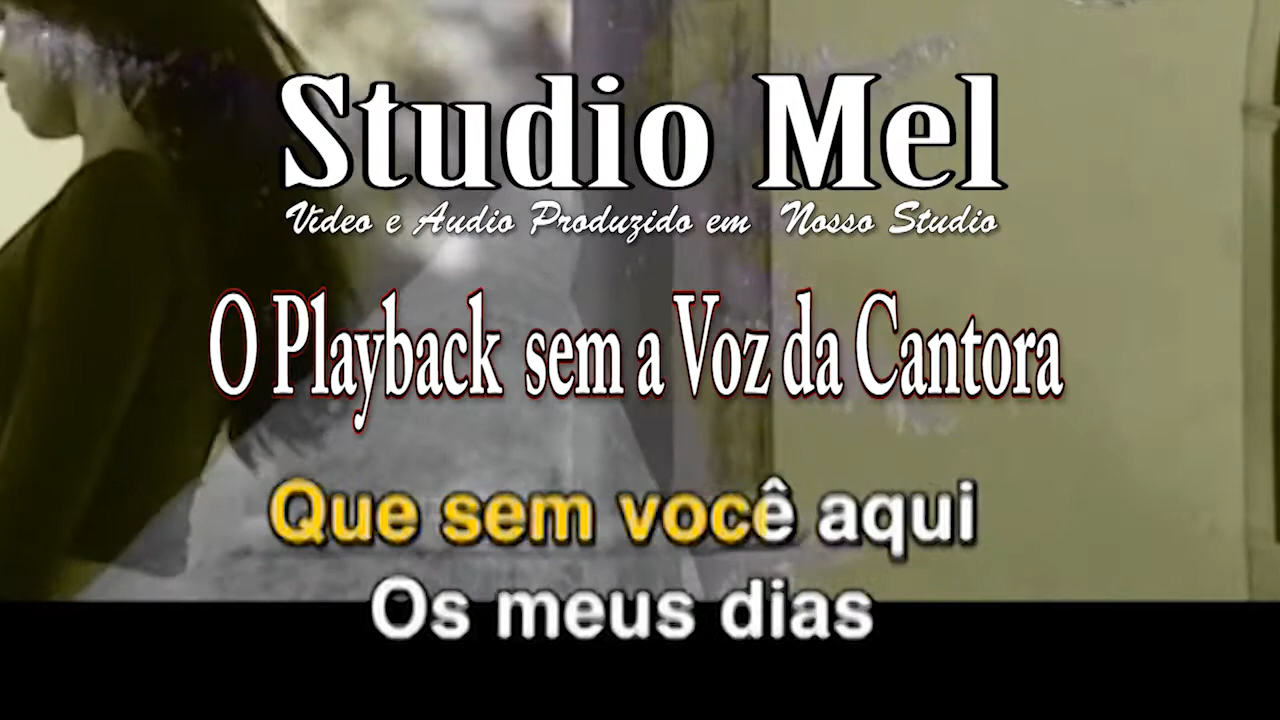 Studio Mel
Video e Audio Produzido em Nosso Studio
O Playback sem a Voz da Cantora
Que sem você aqui
Os meus dias